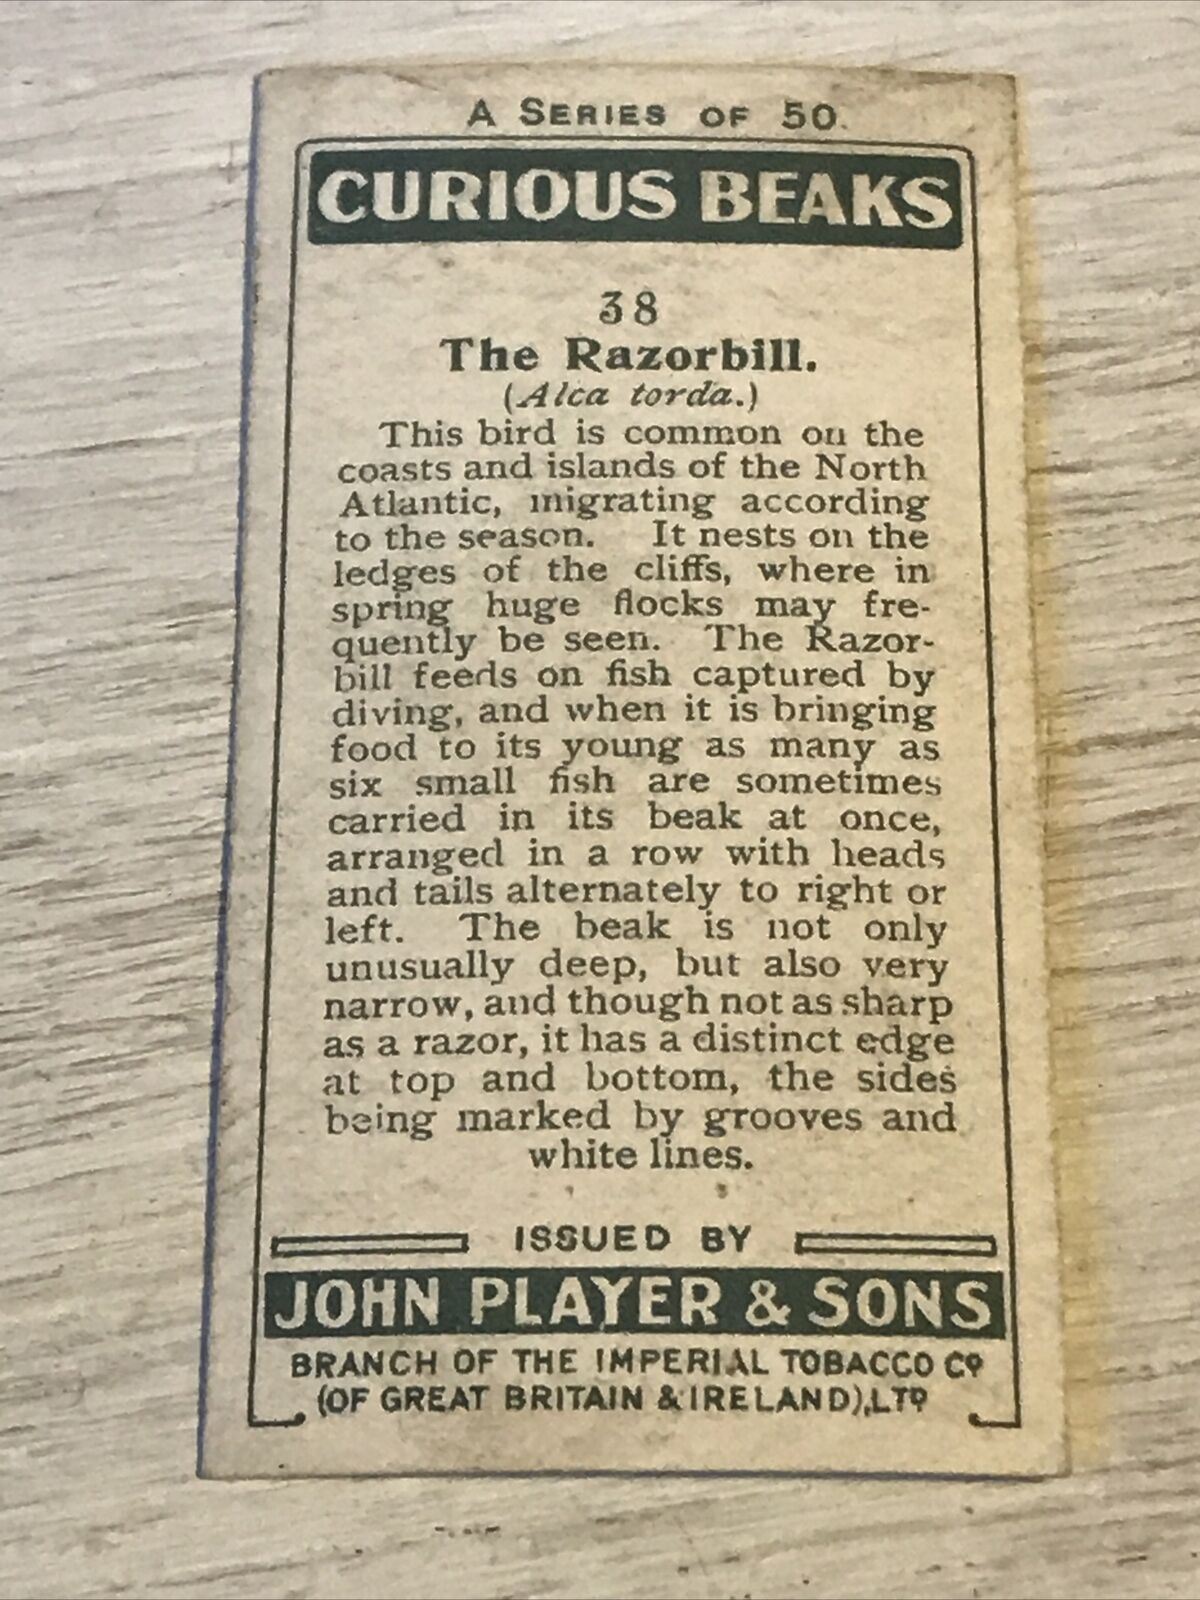 A SERIES OF 50.
CURIOUS BEAKS
38
The Razorbill.
(Alca torda.)
This bird is common on the
coasts and islands of the North
Atlantic, migrating according
to the season. It nests on the
ledges of the cliffs, where in
spring huge flocks may fre-
quently be seen. The Razor-
bill feeds on fish captured by
diving, and when it is bringing
food to its young as many as
six small fish are sometimes
carried in its beak at once,
arranged in a row with heads
and tails alternately to right or
left. The beak is not only
unusually deep, but also very
narrow, and though not as sharp
as a razor, it has a distinct edge
at top and bottom, the sides
being marked by grooves and
white lines.
ISSUED BY
JOHN PLAYER & SONS
BRANCH OF THE IMPERIAL TOBACCO Co
(OF GREAT BRITAIN & IRELAND), LTD